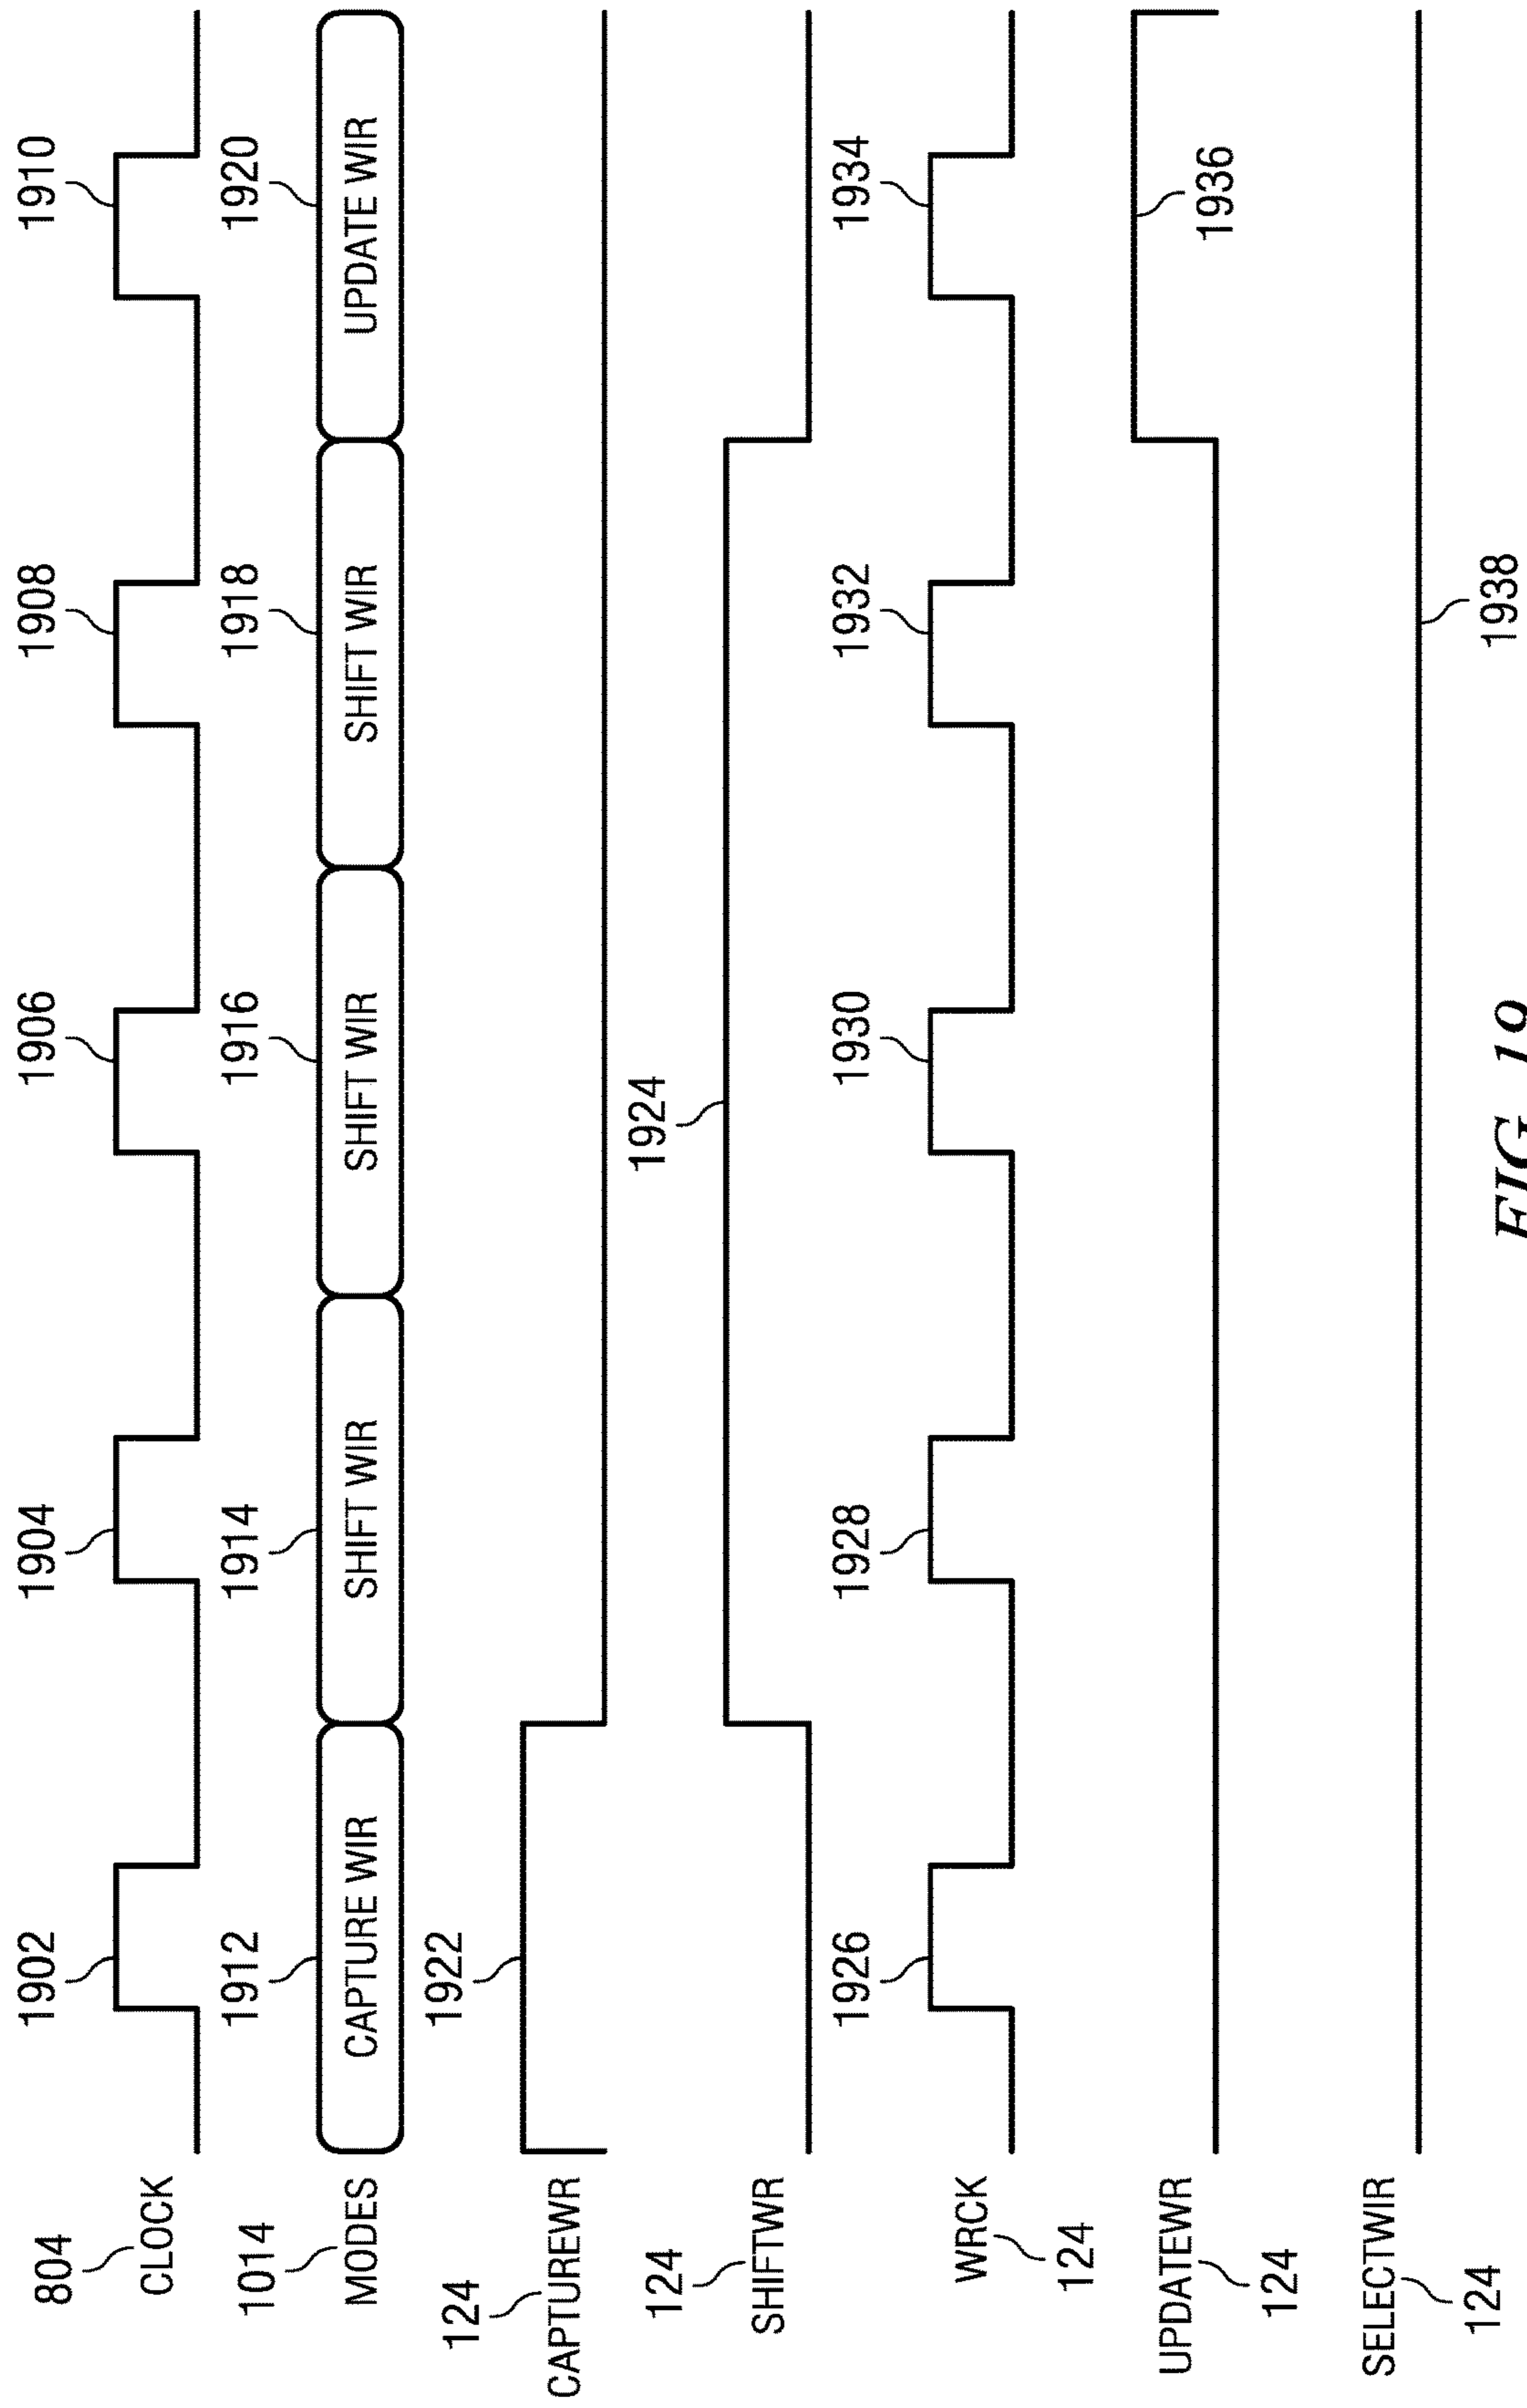 1902 1904 1906 1908 1910
804 CLOCK
1912 1914 1916 1918 1920
1014 MODES CAPTURE WIR SHIFT WIR SHIFT WIR SHIFT WIR UPDATE WIR
1922
124 CAPTUREWR
1924
124 SHIFTWR
1926 1928 1930 1932 1934
WRCK
124
UPDATEWR 1936
124
SELECTWIR
124 1938
FIG. 19